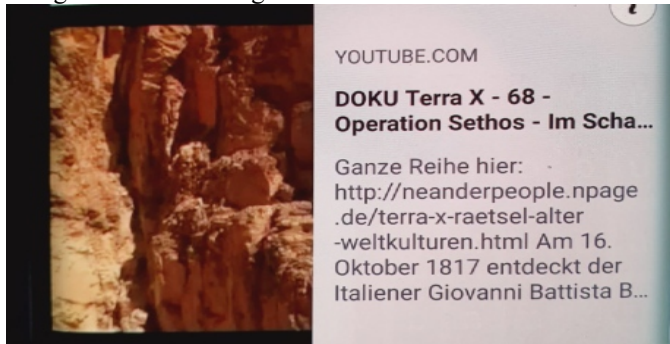 YOUTUBE.COM
DOKU Terra X - 68 -
Operation Sethos - Im Scha...
Ganze Reihe hier:
http://neanderpeople.npage
.de/terra-x-raetsel-alter
-weltkulturen.html Am 16.
Oktober 1817 entdeckt der
Italiener Giovanni Battista B...